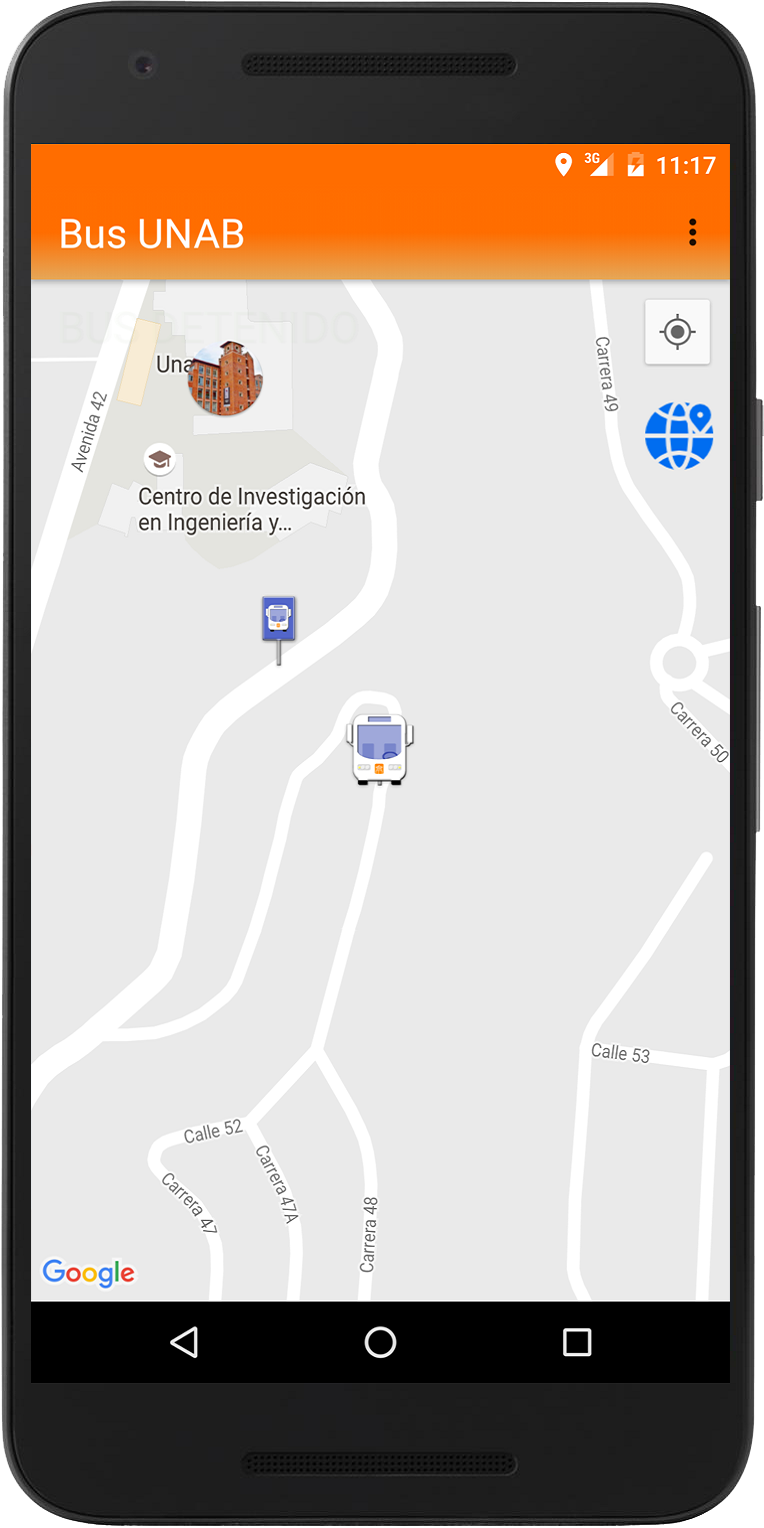 3G
11:17
Bus UNAB
BUS DETENIDO
Una
Carrera 49
Avenida 42
Centro de Investigación
en Ingeniería y...
Carrera 50
Calle 53
Calle 52
Carrera 47A
Carrera 47
Carrera 48
Google